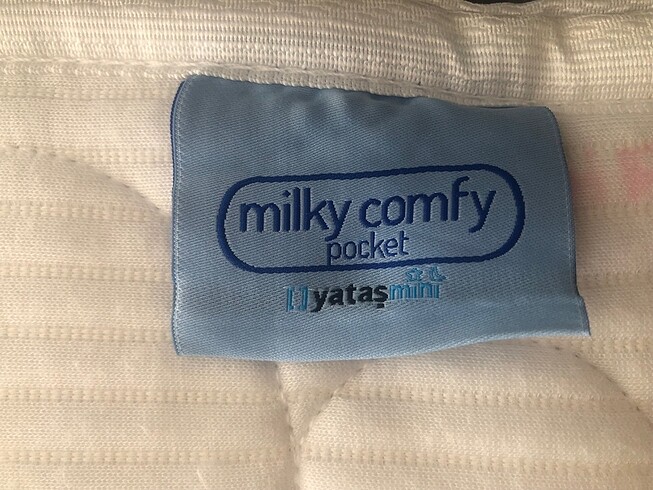 milky comfy
pocket
yataş mini